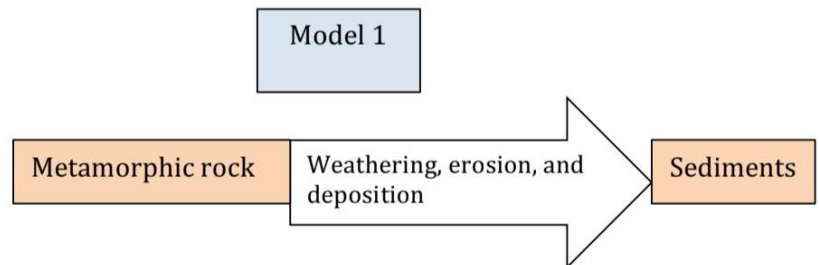 Model 1
Metamorphic rock
Weathering, erosion, and
deposition
Sediments